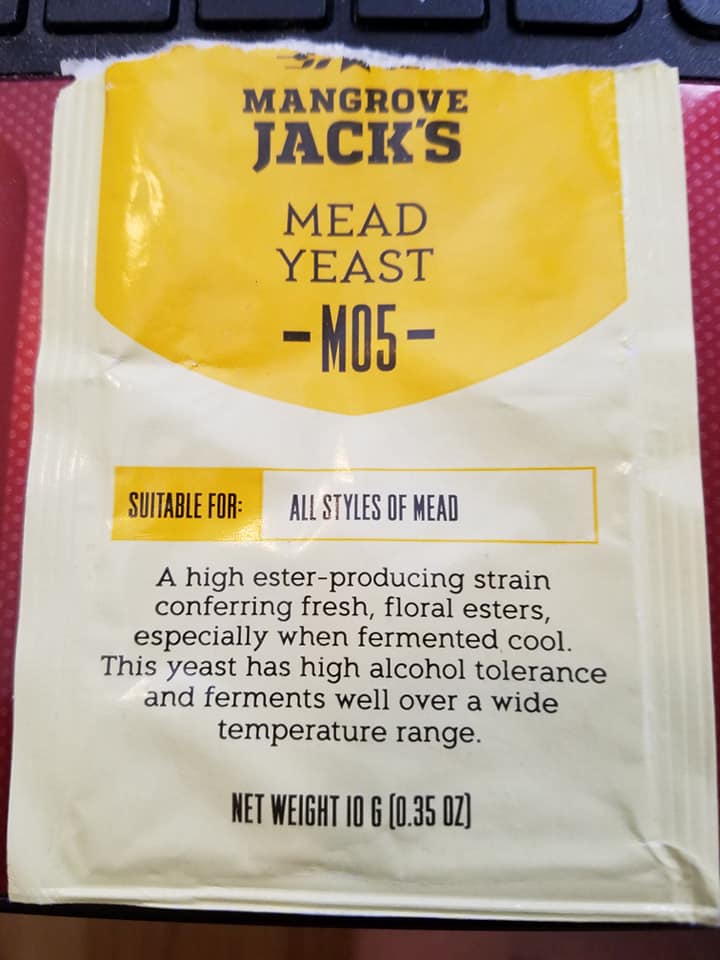 MANGROVE
JACK'S
MEAD
YEAST
-M05-
SUITABLE FOR: ALL STYLES OF MEAD
A high ester-producing strain
conferring fresh, floral esters,
especially when fermented cool.
This yeast has high alcohol tolerance
and ferments well over a wide
temperature range.
NET WEIGHT 10 G (0.35 OZ)